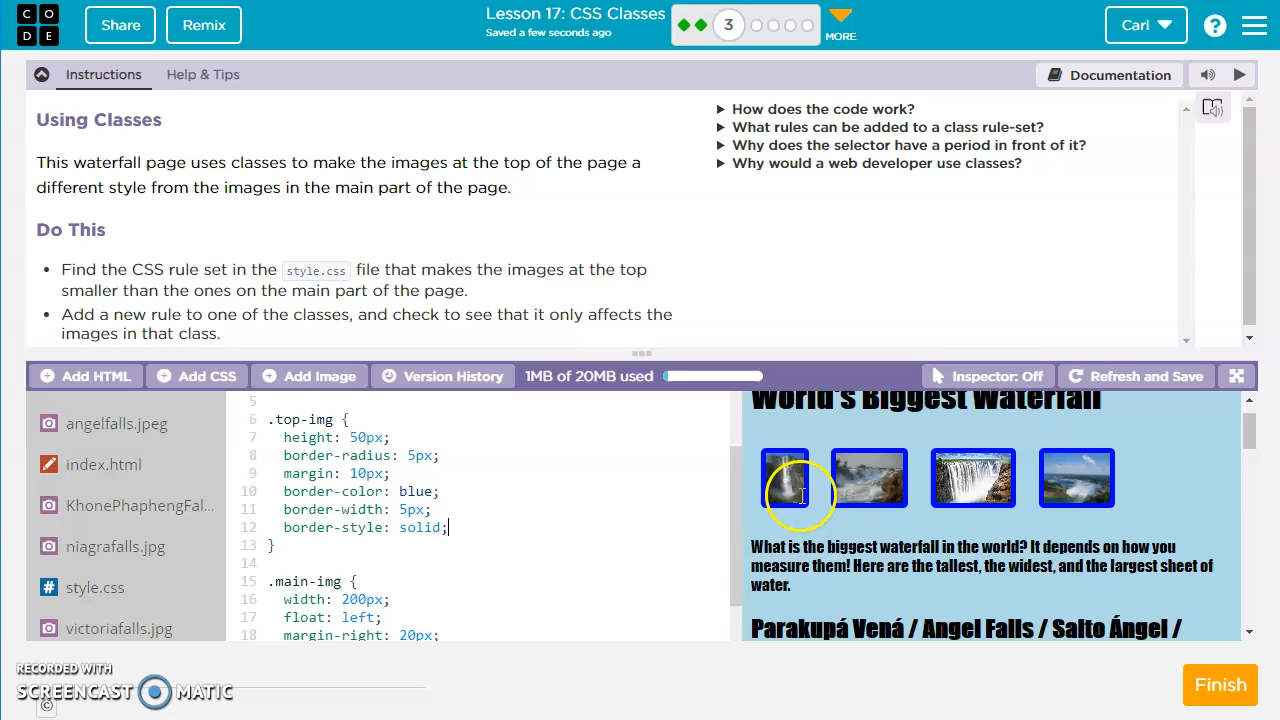 C O
D E
Share
Remix
Lesson 17: CSS Classes
Saved a few seconds ago
3
MORE
Carl
?
Instructions
Help & Tips
Documentation
Using Classes
This waterfall page uses classes to make the images at the top of the page a
different style from the images in the main part of the page.
Do This
• Find the CSS rule set in the style.css file that makes the images at the top
smaller than the ones on the main part of the page.
• Add a new rule to one of the classes, and check to see that it only affects the
images in that class.
How does the code work?
What rules can be added to a class rule-set?
Why does the selector have a period in front of it?
Why would a web developer use classes?
Add HTML
Add CSS
Add Image
Version History
1MB of 20MB used
Inspector: Off
Refresh and Save
angelfalls.jpeg
index.html
KhonePhaphengFal...
niagrafalls.jpg
# style.css
victoriafalls.jpg
5
6 .top-img {
7 height: 50px;
8 border-radius: 5px;
9 margin: 10px;
10 border-color: blue;
11 border-width: 5px;
12 border-style: solid;
13 }
14
15 .main-img {
16 width: 200px;
17 float: left;
18 margin-right: 20px;
World's Biggest Waterfall
What is the biggest waterfall in the world? It depends on how you
measure them! Here are the tallest, the widest, and the largest sheet of
water.
Parakupá Vená / Angel Falls / Salto Ángel /
RECORDED WITH
SCREENCAST MATIC
©
Finish